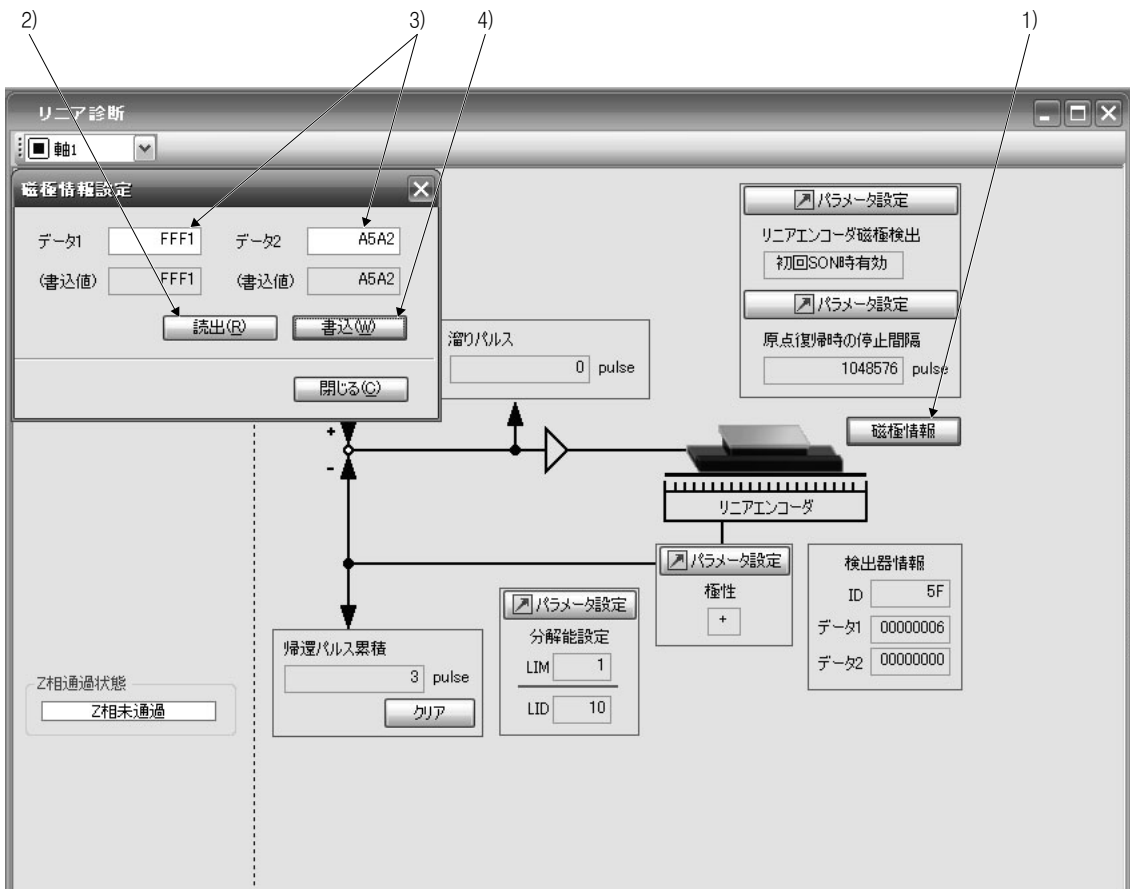 2)
3)
4)
1)
リニア診断
軸1
磁極情報設定
データ1 FFF1 データ2 A5A2
(書込値) FFF1 (書込値) A5A2
読出(R) 書込(W)
閉じる(C)
パラメータ設定
リニアエンコーダ磁極検出
初回SON時有効
パラメータ設定
原点復帰時の停止間隔
1048576 pulse
溜りパルス
0 pulse
磁極情報
+
-
リニアエンコーダ
パラメータ設定
極性
+
検出器情報
ID 5F
データ1 00000006
データ2 00000000
パラメータ設定
分解能設定
LIM 1
LID 10
帰還パルス累積
3 pulse
クリア
Z相通過状態
Z相未通過